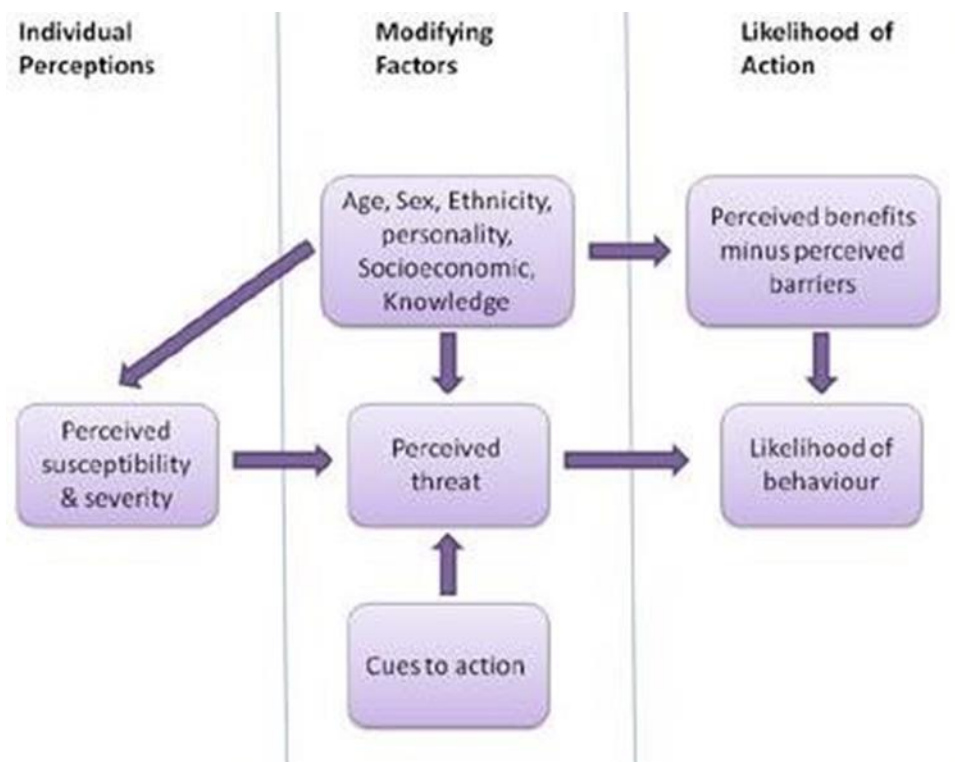 Individual
Perceptions
Modifying
Factors
Likelihood of
Action
Age, Sex, Ethnicity,
personality,
Socioeconomic,
Knowledge
Perceived benefits
minus perceived
barriers
Perceived
susceptibility
& severity
Perceived
threat
Likelihood of
behaviour
Cues to action